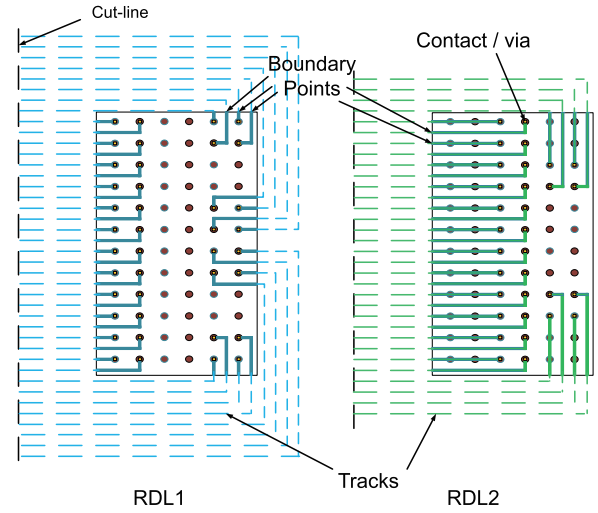 Cut-line
Contact / via
Boundary
Points
Tracks
RDL1
RDL2